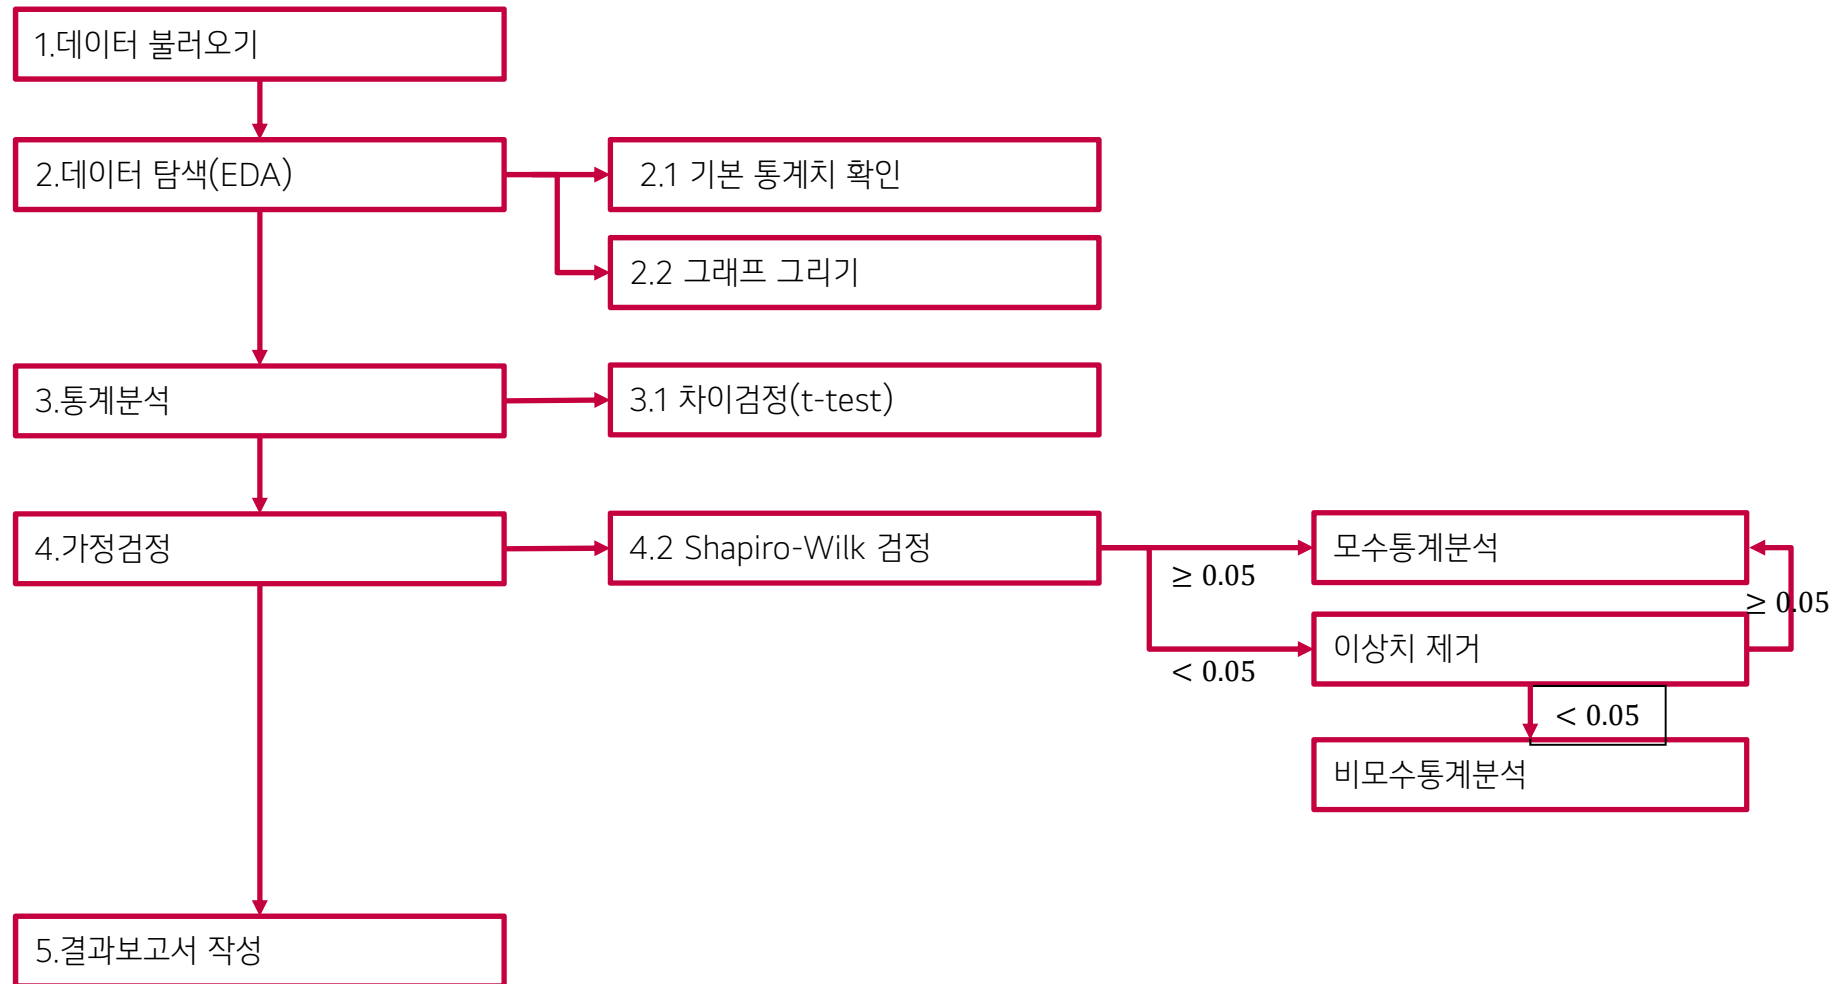 1.데이터 불러오기
2.데이터 탐색(EDA)
2.1 기본 통계치 확인
2.2 그래프 그리기
3.통계분석
3.1 차이검정(t-test)
4.가정검정
4.2 Shapiro-Wilk 검정
모수통계분석
≥ 0.05
≥ 0.05
이상치 제거
< 0.05
< 0.05
비모수통계분석
5.결과보고서 작성